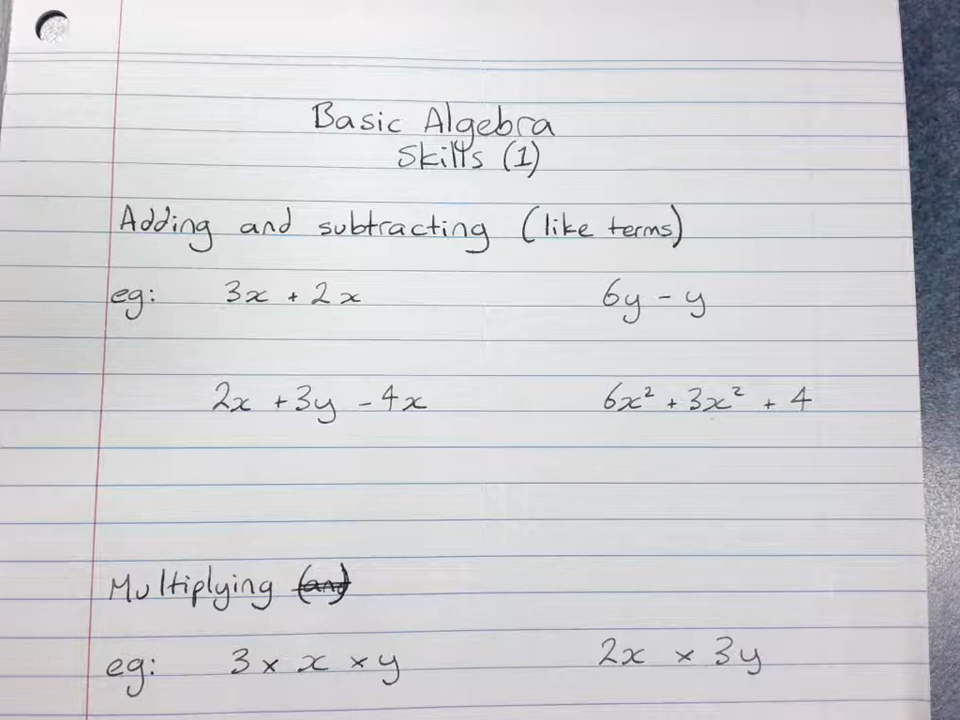 Basic Algebra
Skills (1)
Adding and subtracting (like terms)
eg: 3x + 2x 6y - y
2x + 3y - 4x 6x² + 3x² + 4
Multiplying (and)
eg: 3 × x × y 2x × 3y